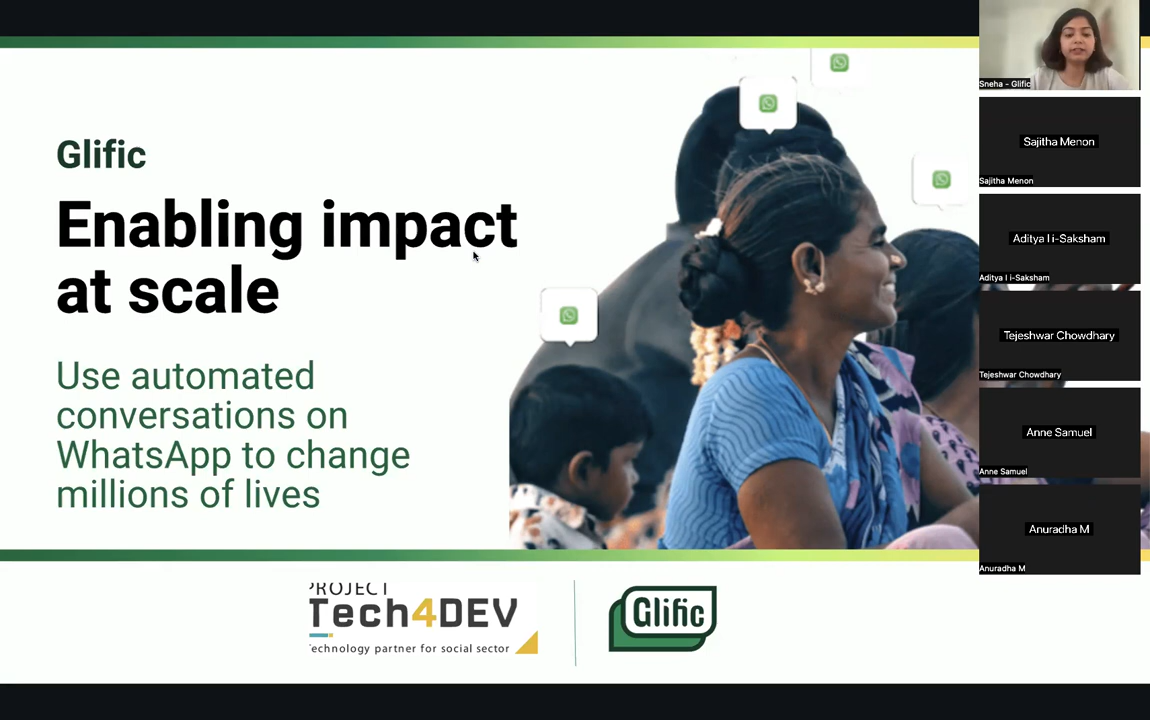 Glific
Enabling impact
at scale
Use automated
conversations on
WhatsApp to change
millions of lives
PROJECT
Tech4DEV
Technology partner for social sector
Glific
Sneha - Glific
Sajitha Menon
Sajitha Menon
Aditya I i-Saksham
Aditya I i-Saksham
Tejeshwar Chowdhary
Tejeshwar Chowdhary
Anne Samuel
Anne Samuel
Anuradha M
Anuradha M